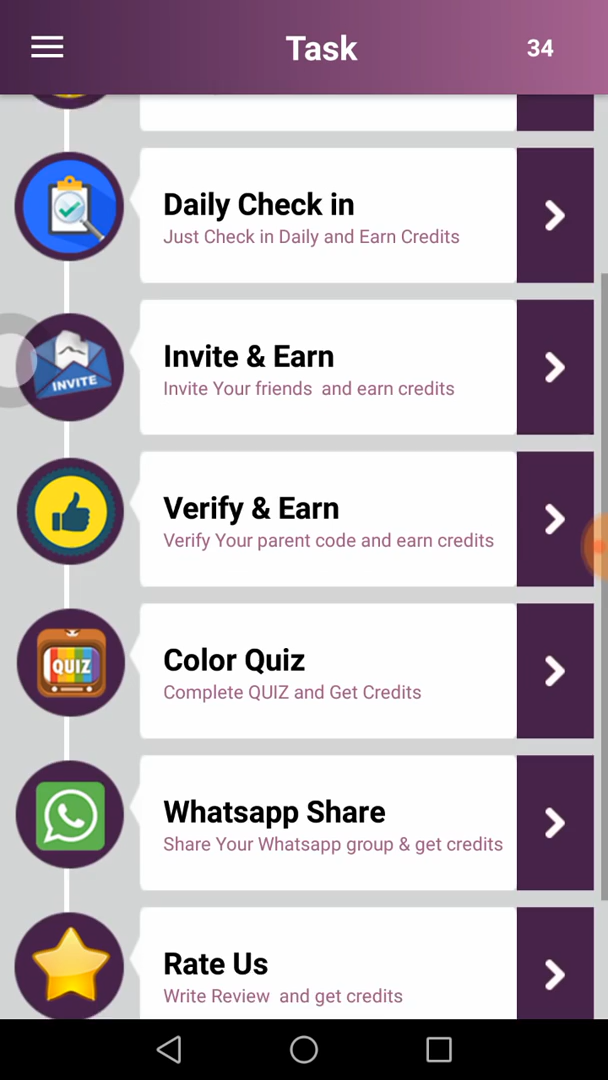 Task
34
Daily Check in
Just Check in Daily and Earn Credits
INVITE
Invite & Earn
Invite Your friends  and earn credits
Verify & Earn
Verify Your parent code and earn credits
QUIZ
Color Quiz
Complete QUIZ and Get Credits
Whatsapp Share
Share Your Whatsapp group & get credits
Rate Us
Write Review  and get credits